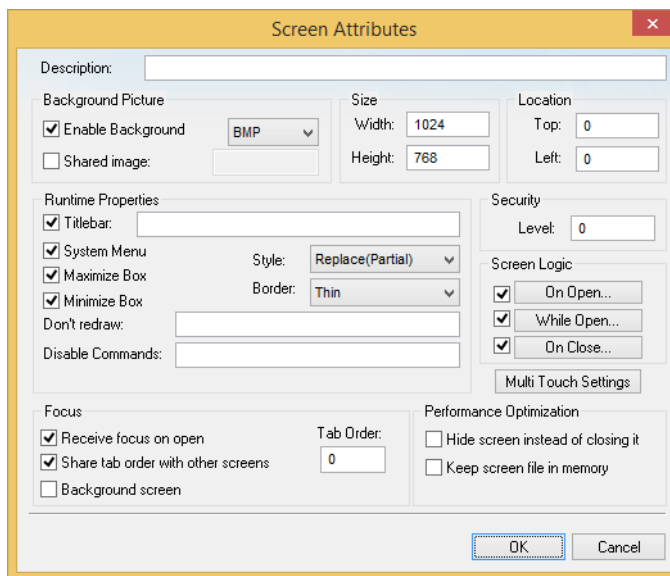 Screen Attributes
Description:
Background Picture
Enable Background BMP
Shared image:
Size
Width: 1024
Height: 768
Location
Top: 0
Left: 0
Runtime Properties
Titlebar:
System Menu
Maximize Box
Minimize Box
Style: Replace(Partial)
Border: Thin
Don't redraw:
Disable Commands:
Security
Level: 0
Screen Logic
On Open...
While Open...
On Close...
Multi Touch Settings
Focus
Receive focus on open
Share tab order with other screens
Background screen
Tab Order:
0
Performance Optimization
Hide screen instead of closing it
Keep screen file in memory
OK Cancel